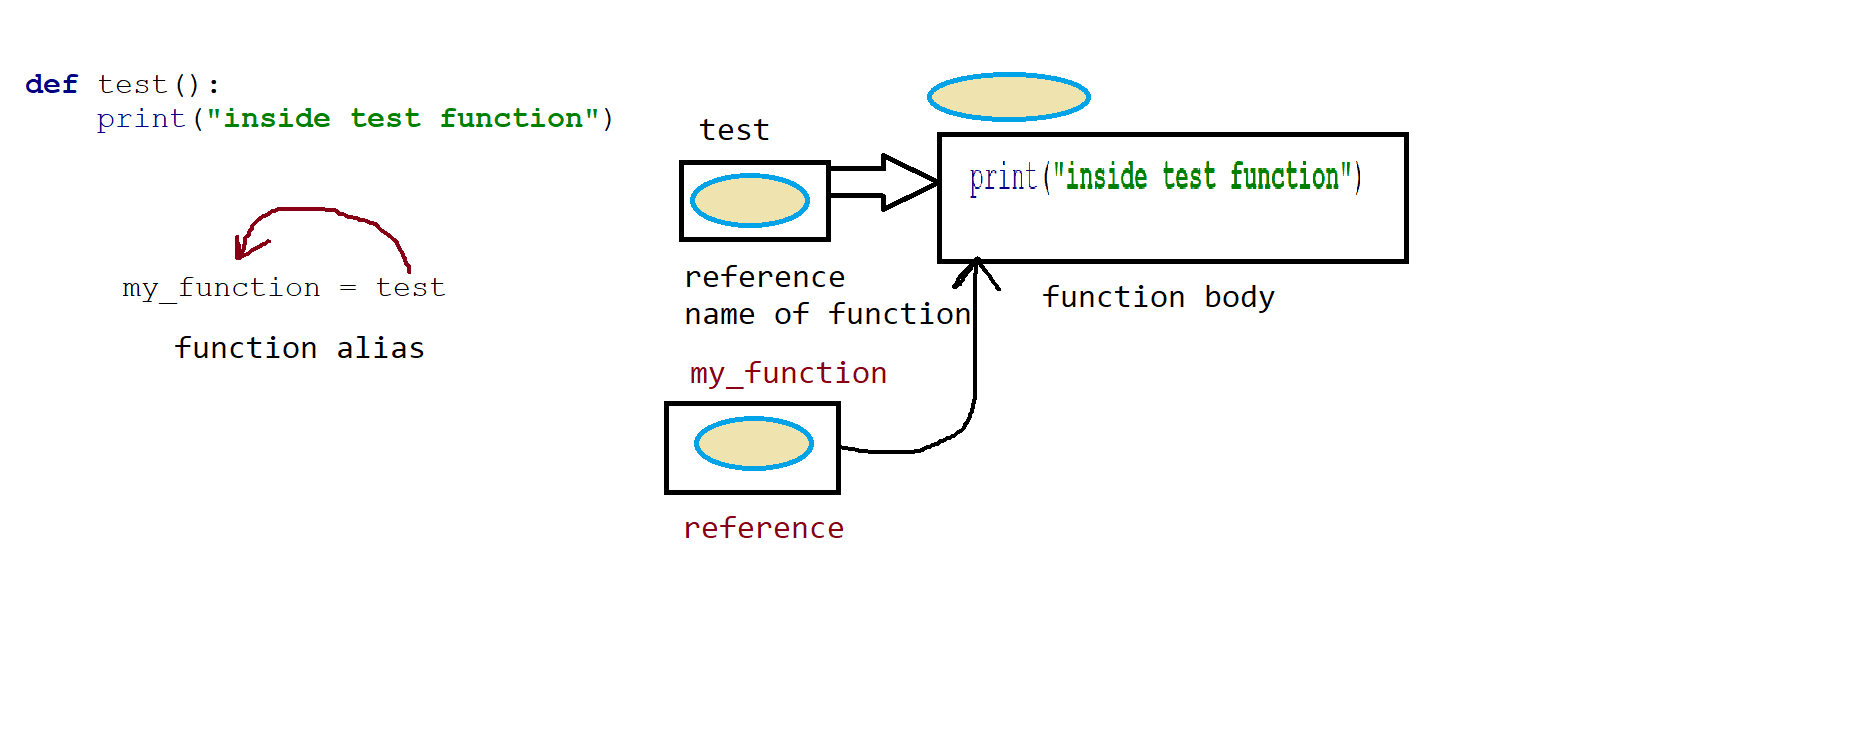 def test():
    print("inside test function")
my_function = test
function alias
test
reference
name of function
my_function
reference
print("inside test function")
function body